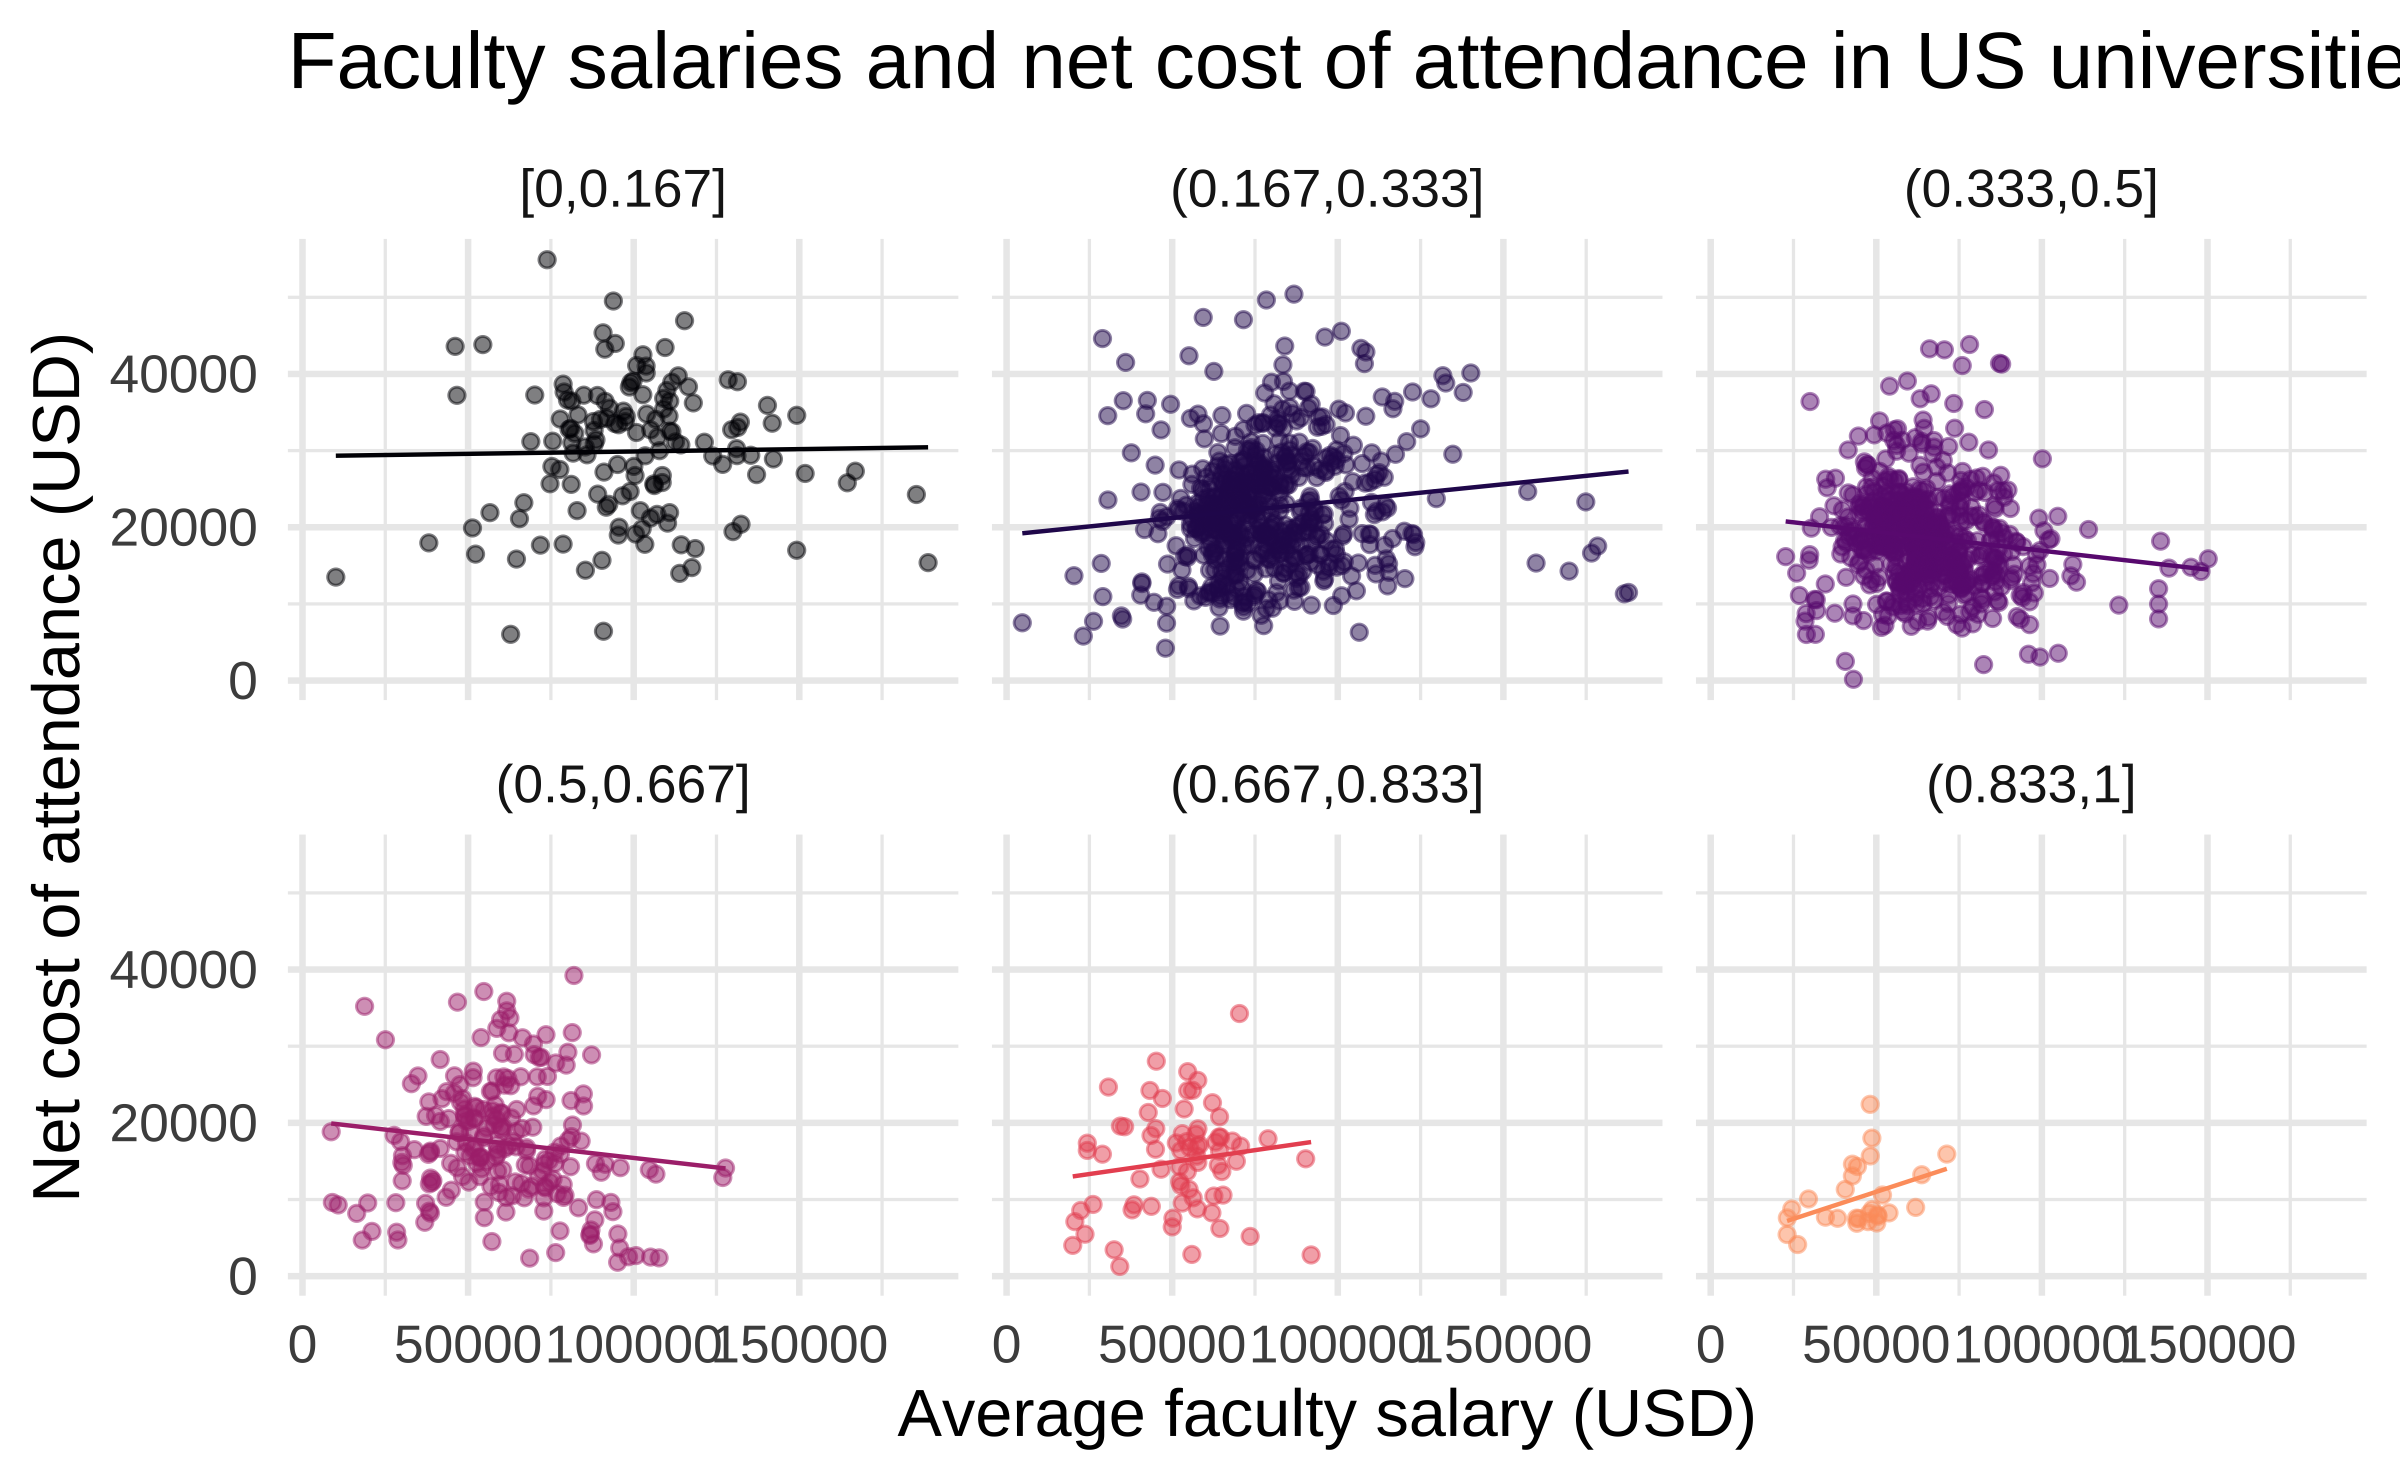 Faculty salaries and net cost of attendance in US universitie
[0,0.167]
(0.167,0.333]
(0.333,0.5]
Net cost of attendance (USD)
40000
20000
0
(0.5,0.667]
(0.667,0.833]
(0.833,1]
40000
20000
0
0 50000 100000 150000
0 50000 100000 150000
0 50000 100000 150000
Average faculty salary (USD)